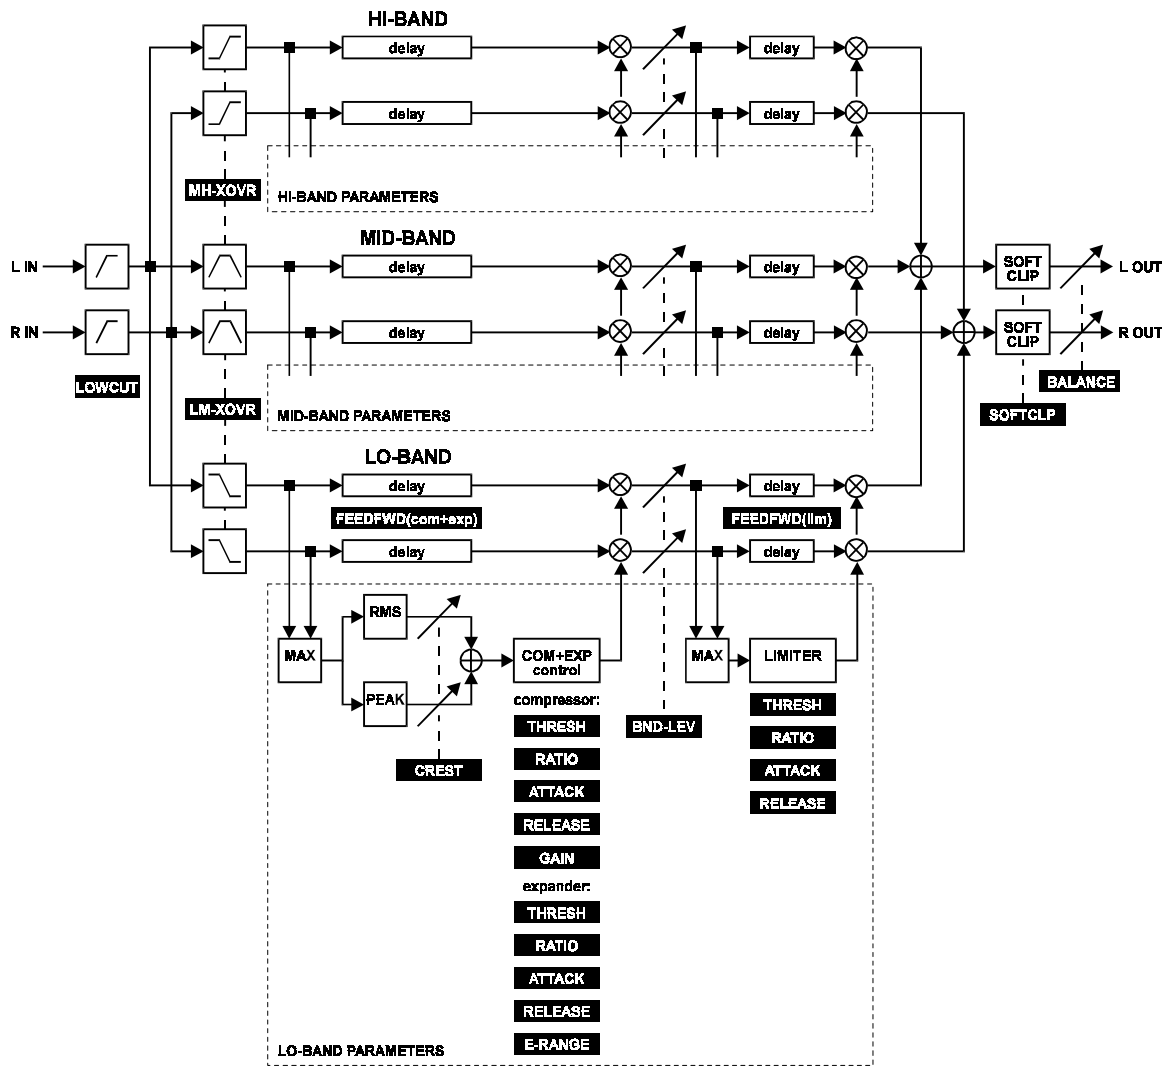 HI-BAND
delay
delay
delay
delay
MH-XOVR
HI-BAND PARAMETERS
MID-BAND
L IN
delay
delay
SOFT
CLIP
L OUT
R IN
delay
delay
SOFT
CLIP
R OUT
LOWCUT
BALANCE
LM-XOVR
MID-BAND PARAMETERS
SOFTCLP
LO-BAND
delay
delay
FEEDFWD(com+exp)
FEEDFWD(lim)
delay
delay
RMS
MAX
COM+EXP
control
MAX
LIMITER
PEAK
compressor:
THRESH
RATIO
ATTACK
RELEASE
GAIN
expander:
THRESH
RATIO
ATTACK
RELEASE
E-RANGE
BND-LEV
CREST
THRESH
RATIO
ATTACK
RELEASE
LO-BAND PARAMETERS